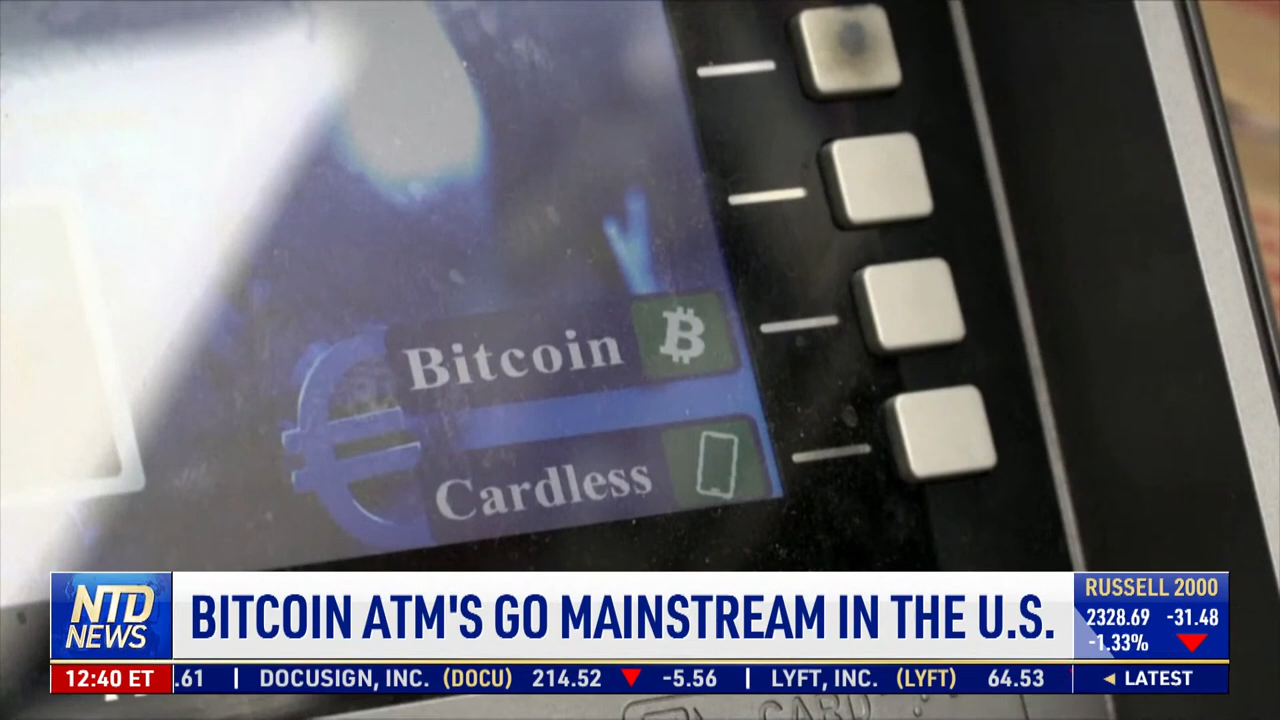 Bitcoin
Cardless
NTD
NEWS
BITCOIN ATM'S GO MAINSTREAM IN THE U.S.
RUSSELL 2000
2328.69 -31.48
-1.33%
12:40 ET
.61 | DOCUSIGN, INC. (DOCU) 214.52 ▼ -5.56 | LYFT, INC. (LYFT) 64.53
◄ LATEST
CARD